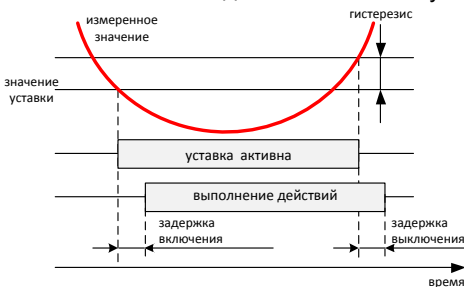 измеренное
значение
гистерезис
значение
уставки
уставка активна
выполнение действий
задержка
включения
задержка
выключения
время